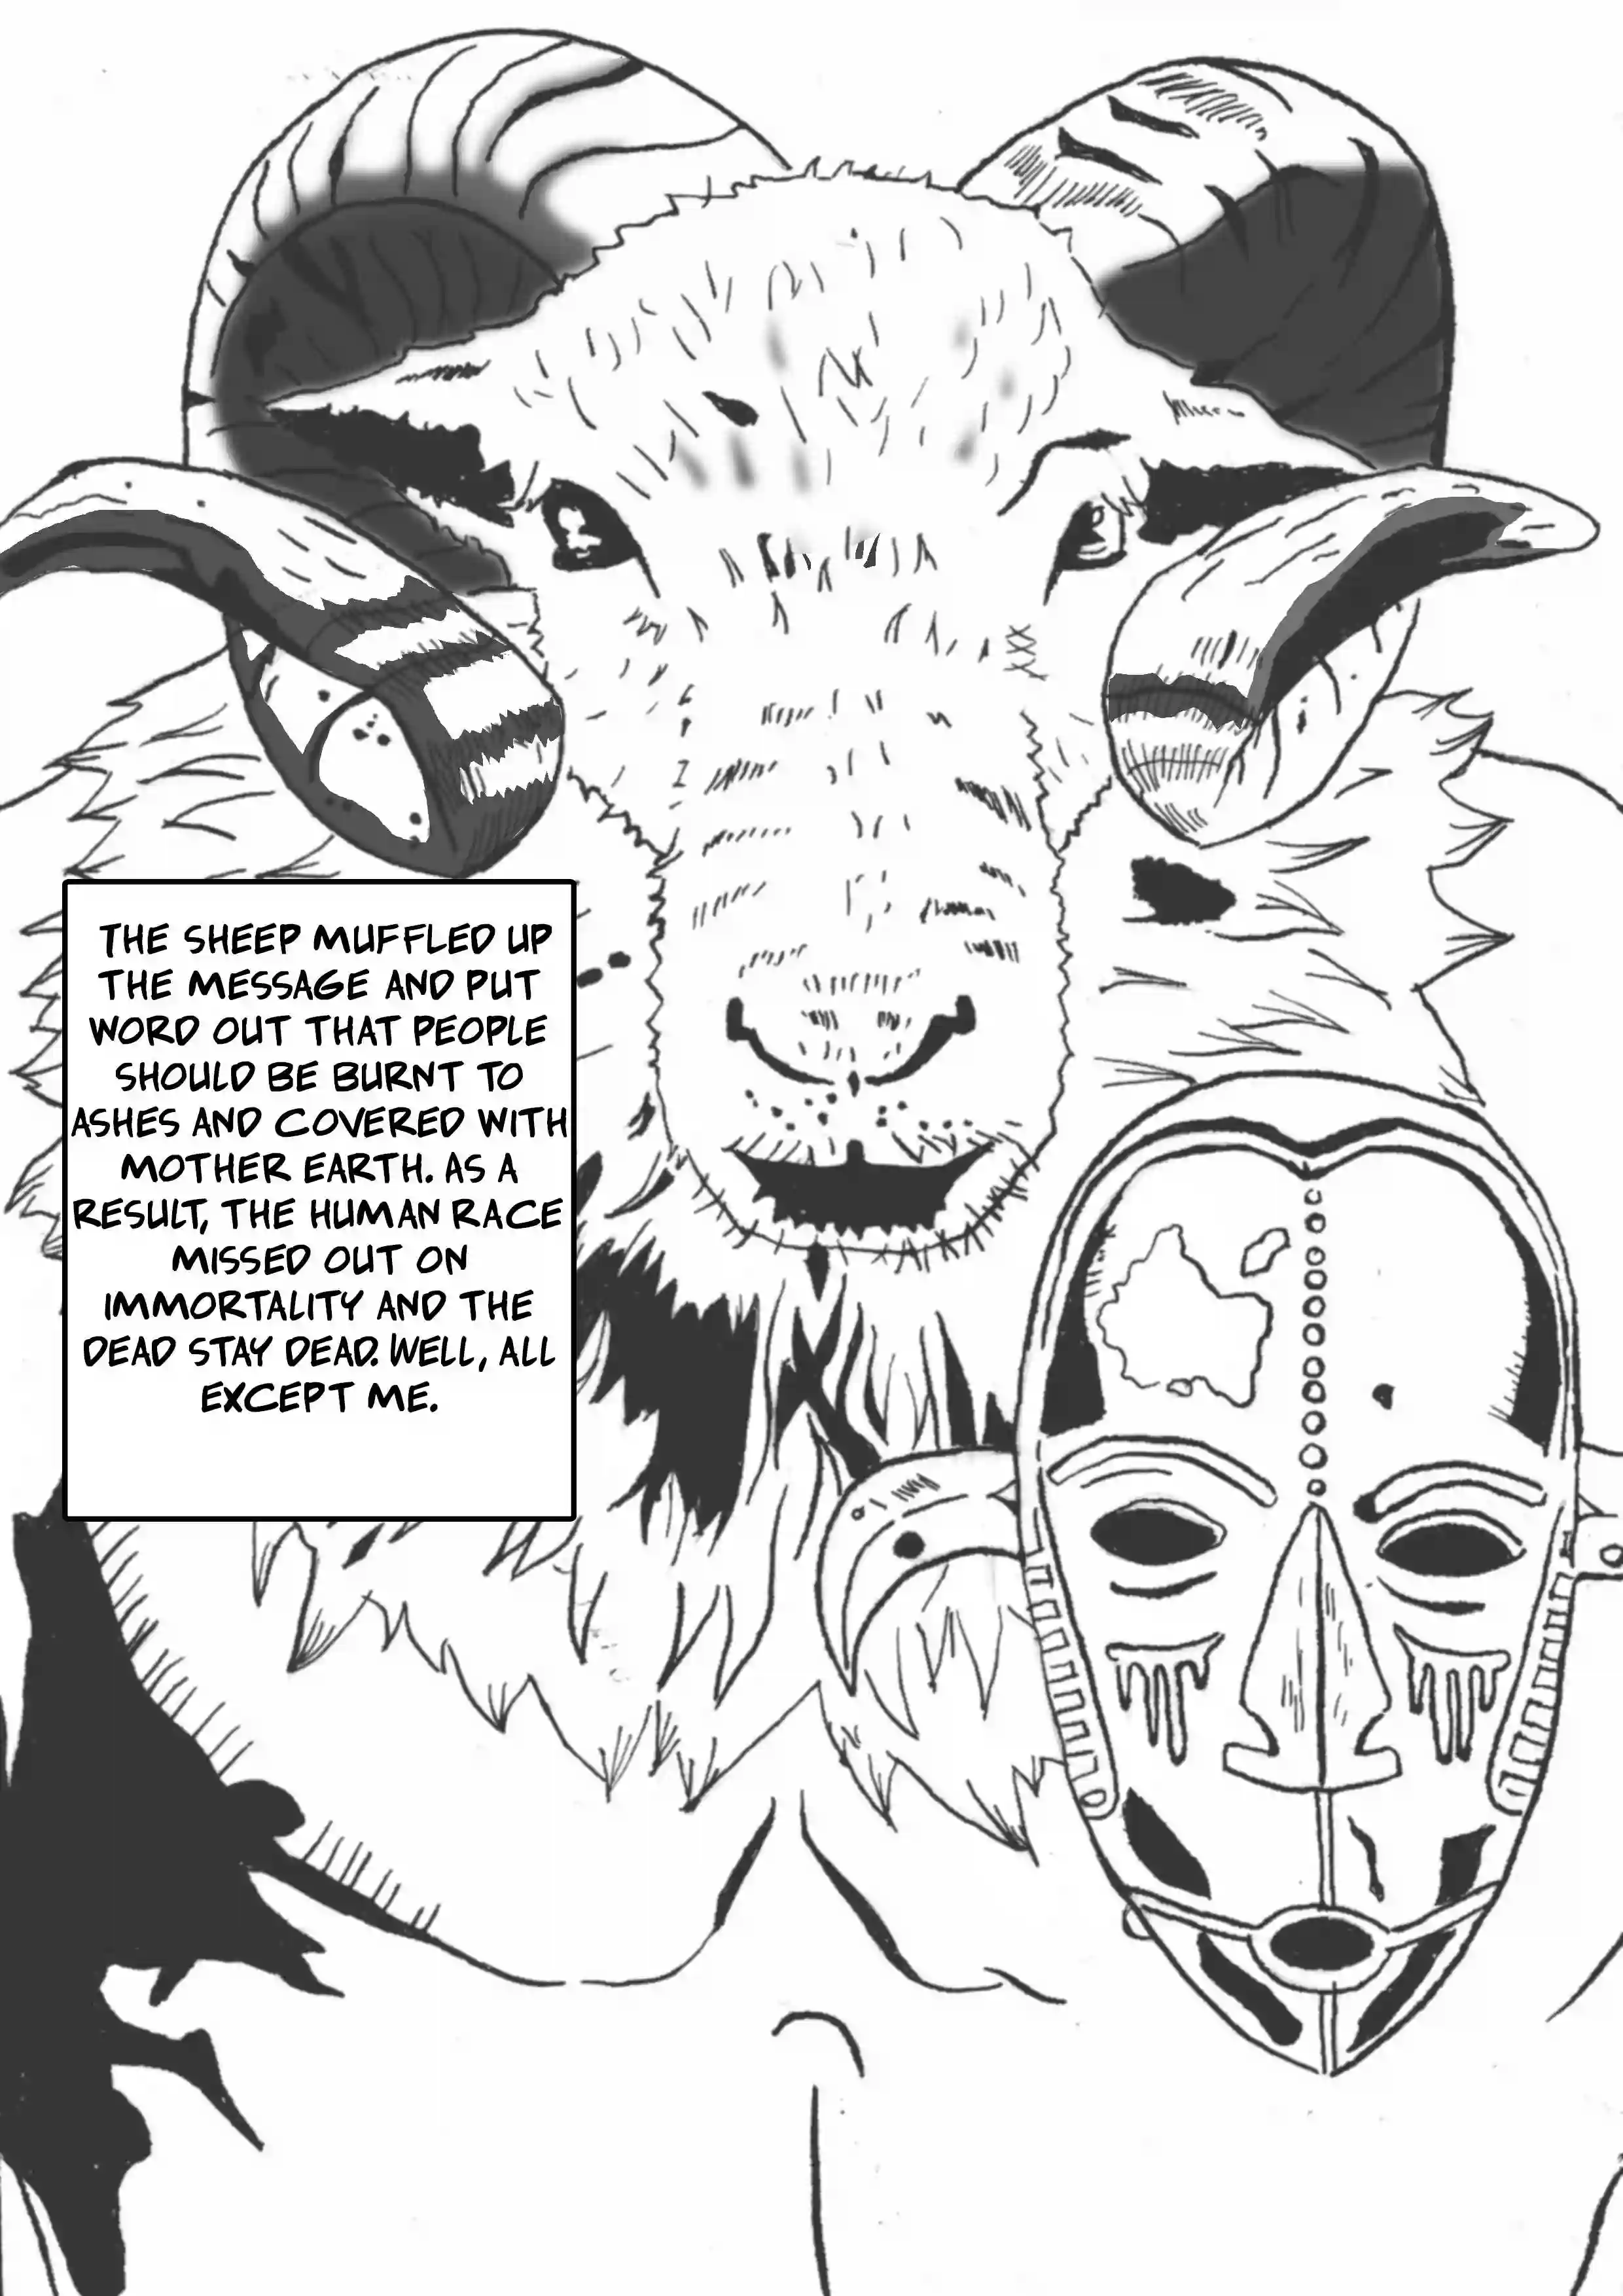 THE SHEEP MUFFLED UP
THE MESSAGE AND PUT
WORD OUT THAT PEOPLE
SHOULD BE BURNT TO
ASHES AND COVERED WITH
MOTHER EARTH. AS A
RESULT, THE HUMAN RACE
MISSED OUT ON
IMMORTALITY AND THE
DEAD STAY DEAD. WELL, ALL
EXCEPT ME.